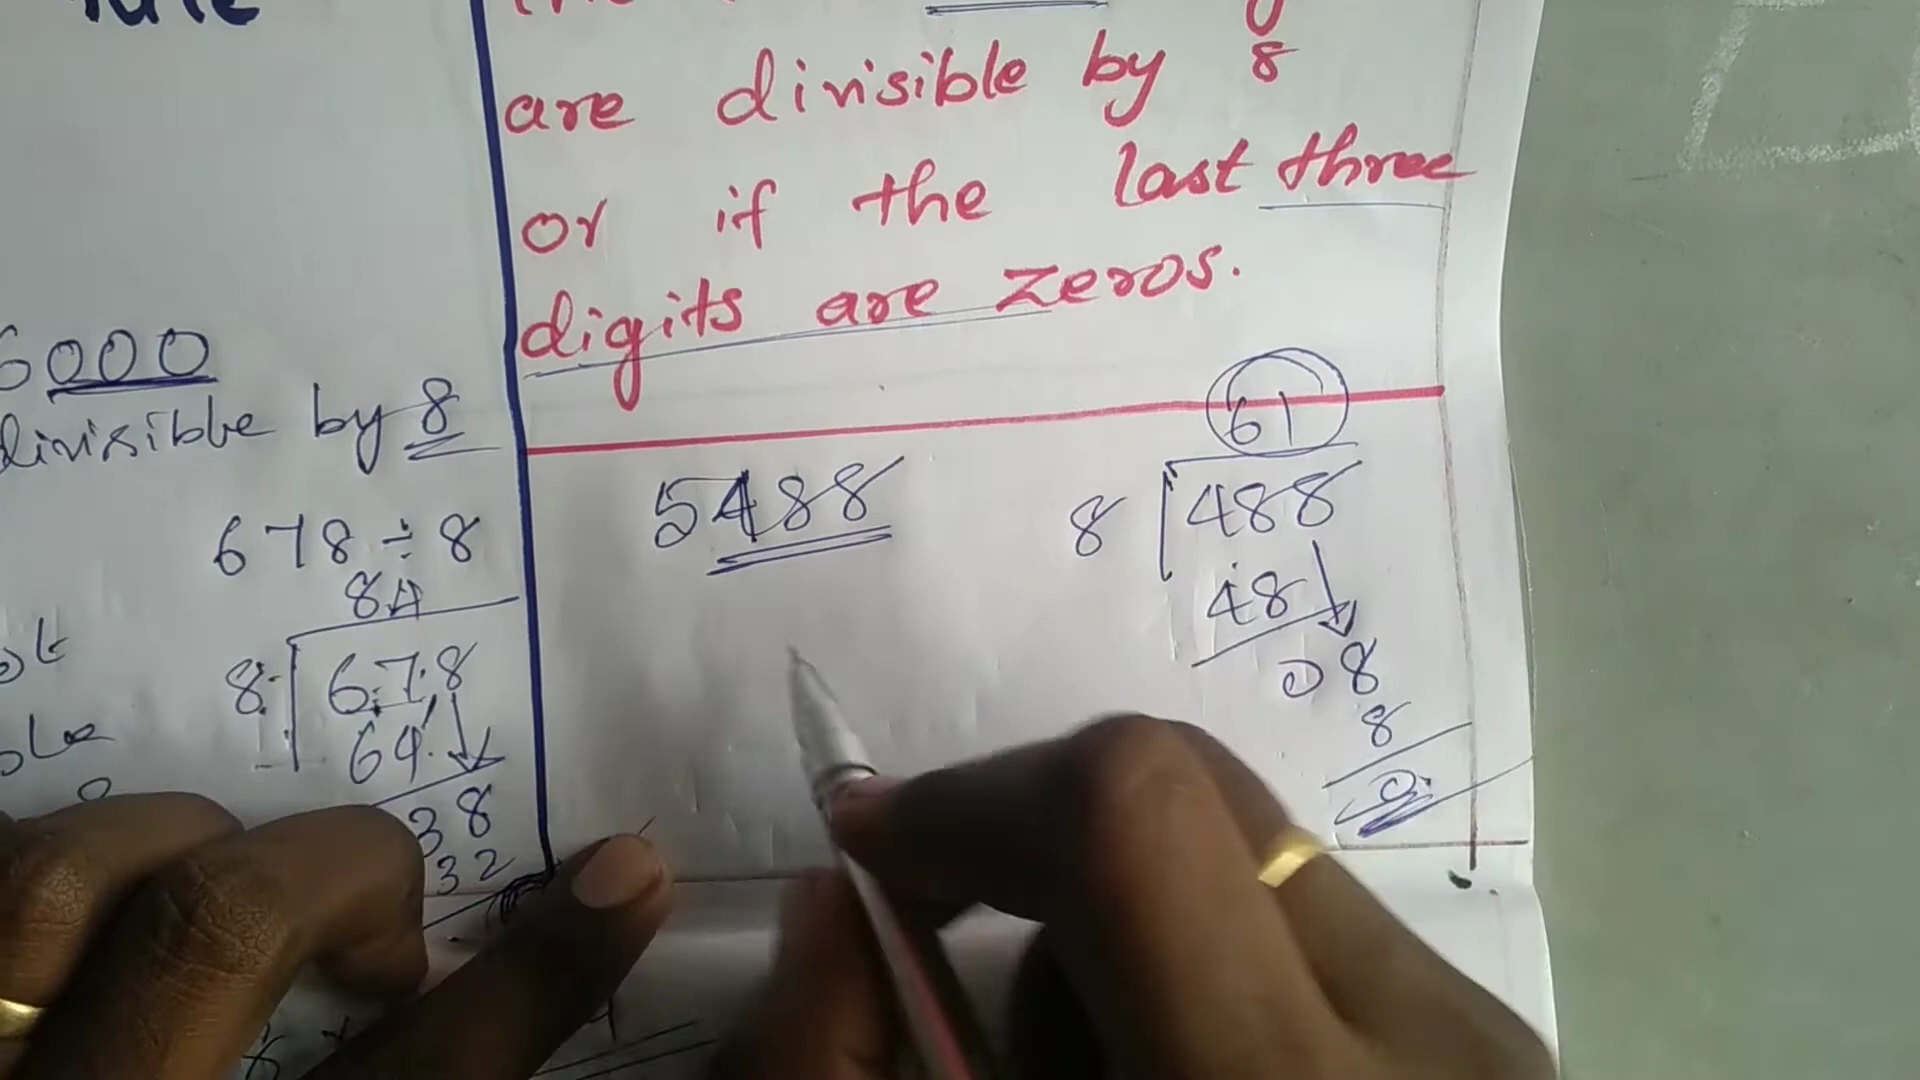 6000
divisible by 8
678 ÷ 8
84
8 678
64
38
32
are divisible by 8
or if the last three
digits are zeros.
5488
61
8 488
48
08
8
0